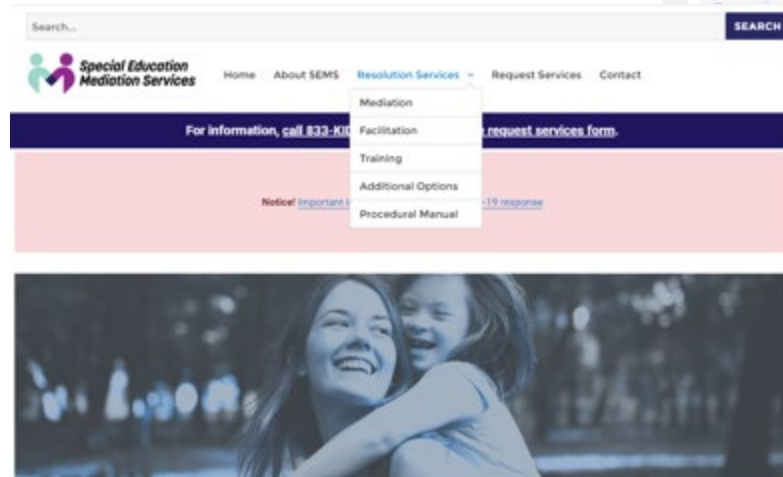 Search...
SEARCH
Special Education
Mediation Services
Home About SEMS Resolution Services Request Services Contact
Mediation
For information, call 833-KID request services form.
Facilitation
Training
Additional Options
Notice! Important -19 response
Procedural Manual